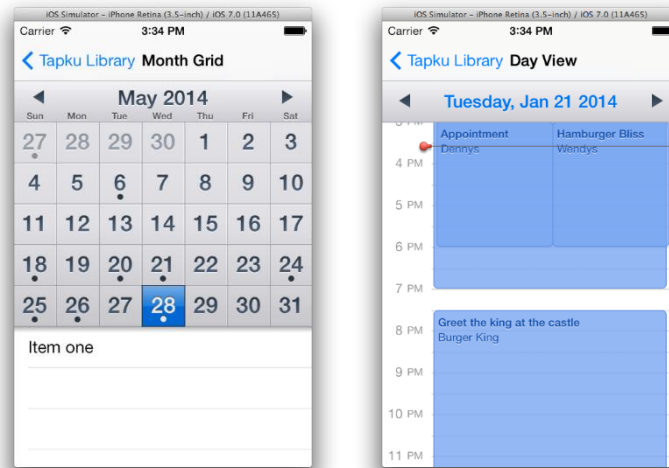 iOS Simulator – iPhone Retina (3.5-inch) / iOS 7.0 (11A465)
Carrier 3:34 PM
Tapku Library Month Grid
May 2014
Sun Mon Tue Wed Thu Fri Sat
27 28 29 30 1 2 3
4 5 6 7 8 9 10
11 12 13 14 15 16 17
18 19 20 21 22 23 24
25 26 27 28 29 30 31
Item one
iOS Simulator – iPhone Retina (3.5-inch) / iOS 7.0 (11A465)
Carrier 3:34 PM
Tapku Library Day View
Tuesday, Jan 21 2014
Appointment Hamburger Bliss
Dennys Wendys
4 PM
5 PM
6 PM
7 PM
Greet the king at the castle
8 PM Burger King
9 PM
10 PM
11 PM